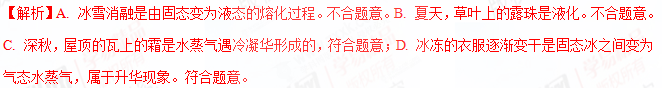 【解析】A. 冰雪消融是由固态变为液态的熔化过程。不合题意。B. 夏天，草叶上的露珠是液化。不合题意。
C. 深秋，屋顶的瓦上的霜是水蒸气遇冷凝华形成的，符合题意；D. 冰冻的衣服逐渐变干是固态冰之间变为
气态水蒸气，属于升华现象。符合题意。